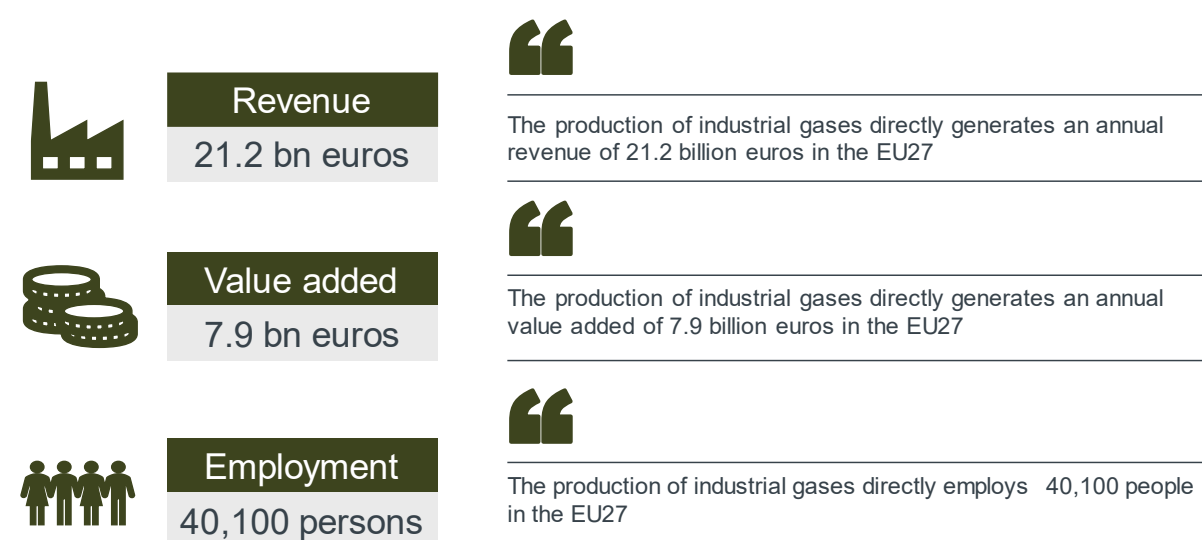 Revenue
21.2 bn euros
The production of industrial gases directly generates an annual
revenue of 21.2 billion euros in the EU27
Value added
7.9 bn euros
The production of industrial gases directly generates an annual
value added of 7.9 billion euros in the EU27
Employment
40,100 persons
The production of industrial gases directly employs 40,100 people
in the EU27